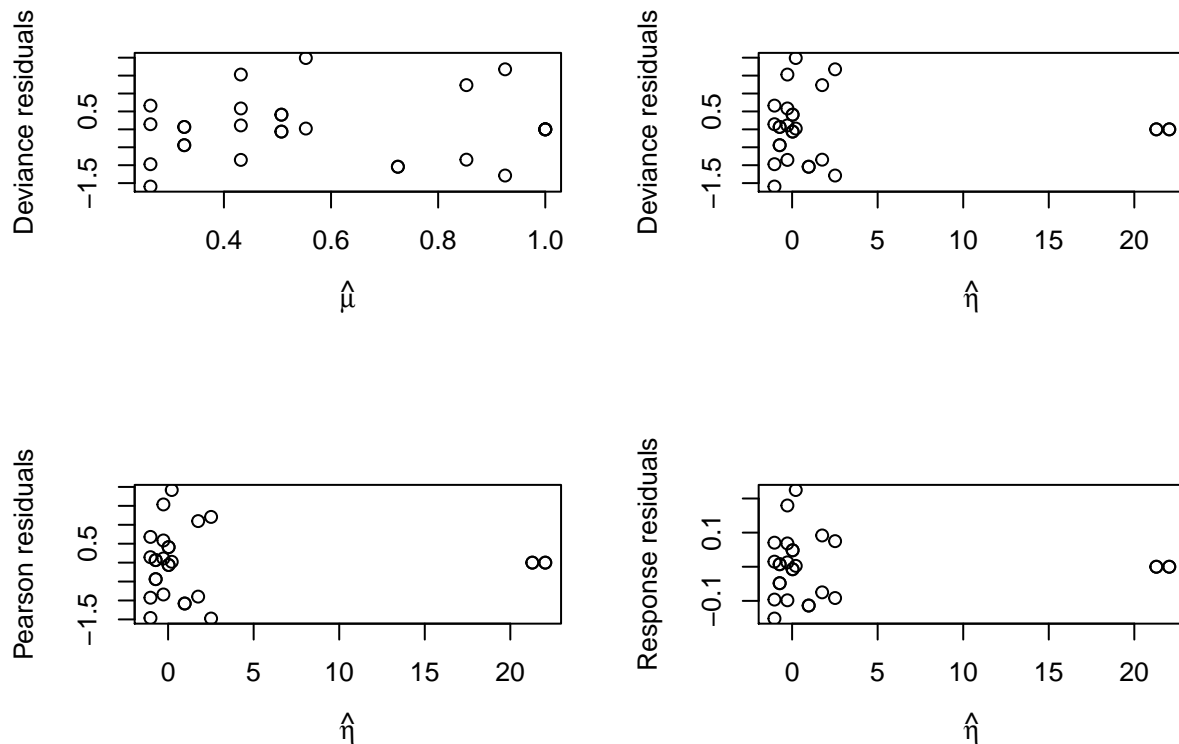 Deviance residuals
0.5
−1.5
0.4 0.6 0.8 1.0
μ̂
Deviance residuals
0.5
−1.5
0 5 10 15 20
η̂
Pearson residuals
0.5
−1.5
0 5 10 15 20
η̂
Response residuals
0.1
−0.1
0 5 10 15 20
η̂